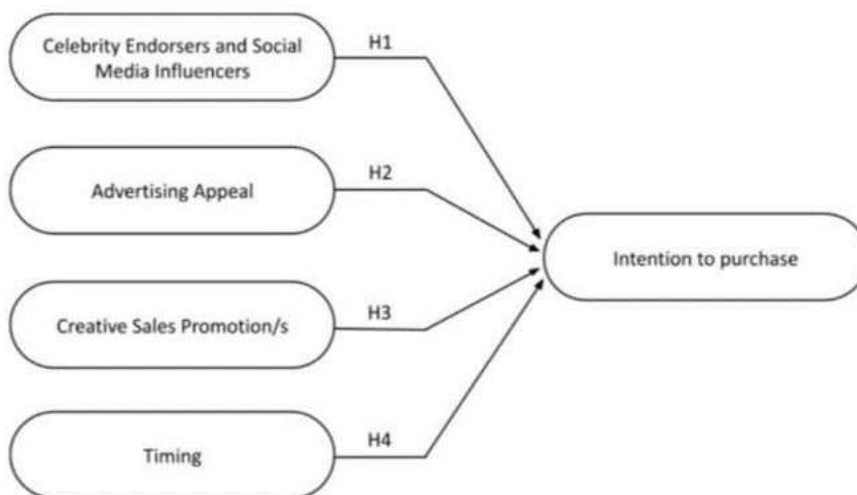 Celebrity Endorsers and Social
Media Influencers
H1
Advertising Appeal
H2
Intention to purchase
Creative Sales Promotion/s
H3
Timing
H4